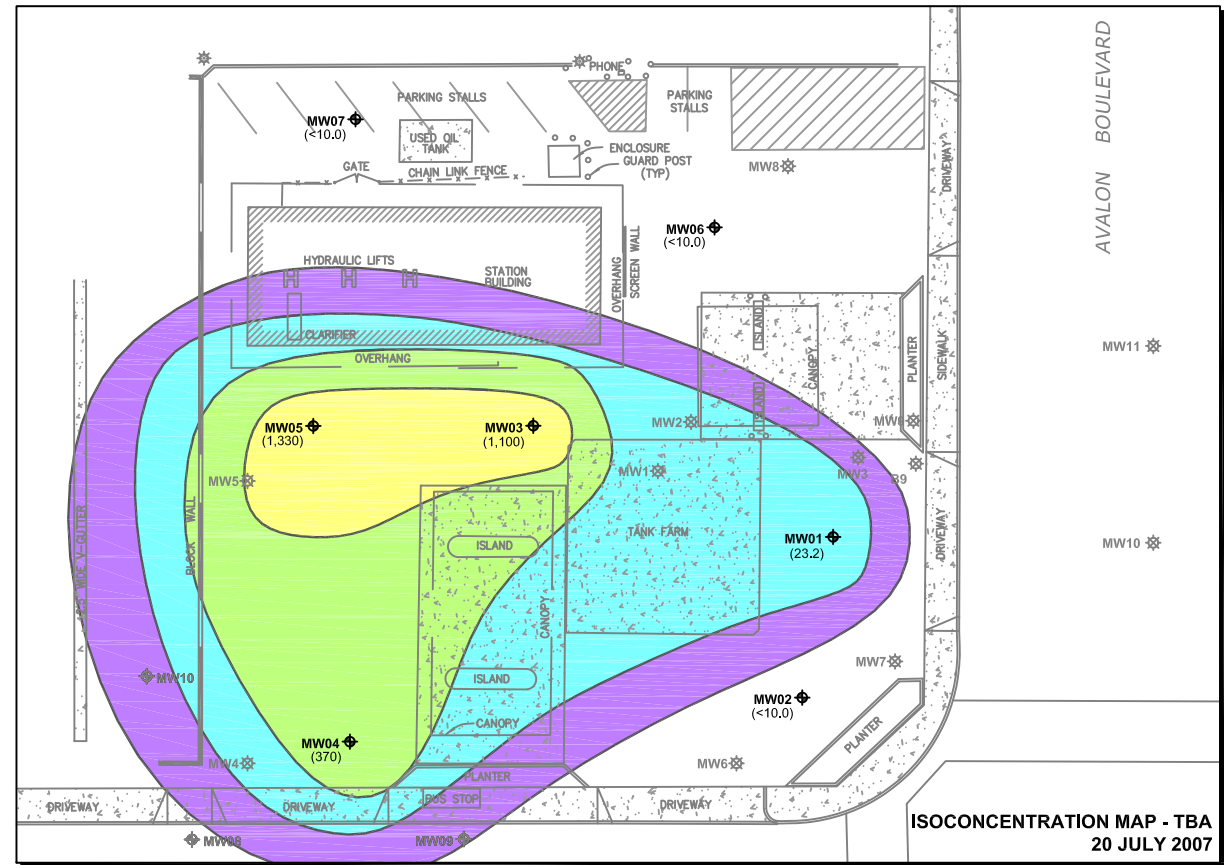 PHONE
PARKING STALLS
PARKING
STALLS
MW07
(<10.0)
USED OIL
TANK
ENCLOSURE
GUARD POST
(TYP)
MW8
GATE
CHAIN LINK FENCE
DRIVEWAY
AVALON BOULEVARD
MW06
(<10.0)
OVERHANG
SCREEN WALL
HYDRAULIC LIFTS
STATION
BUILDING
CLARIFIER
OVERHANG
ISLAND
CANOPY
PLANTER
SIDEWALK
MW11
ISLAND
MW05
(1,330)
MW03
(1,100)
MW2
MW5
MW1
MW3
BLOCK WALL
WIDE V-GUTTER
TANK FARM
MW01
(23.2)
DRIVEWAY
MW10
ISLAND
CANOPY
MW7
MW10
ISLAND
MW02
(<10.0)
CANOPY
PLANTER
MW04
(370)
MW4
MW6
PLANTER
DRIVEWAY
DRIVEWAY
BUS STOP
DRIVEWAY
MW08
MW09
ISOCONCENTRATION MAP - TBA
20 JULY 2007